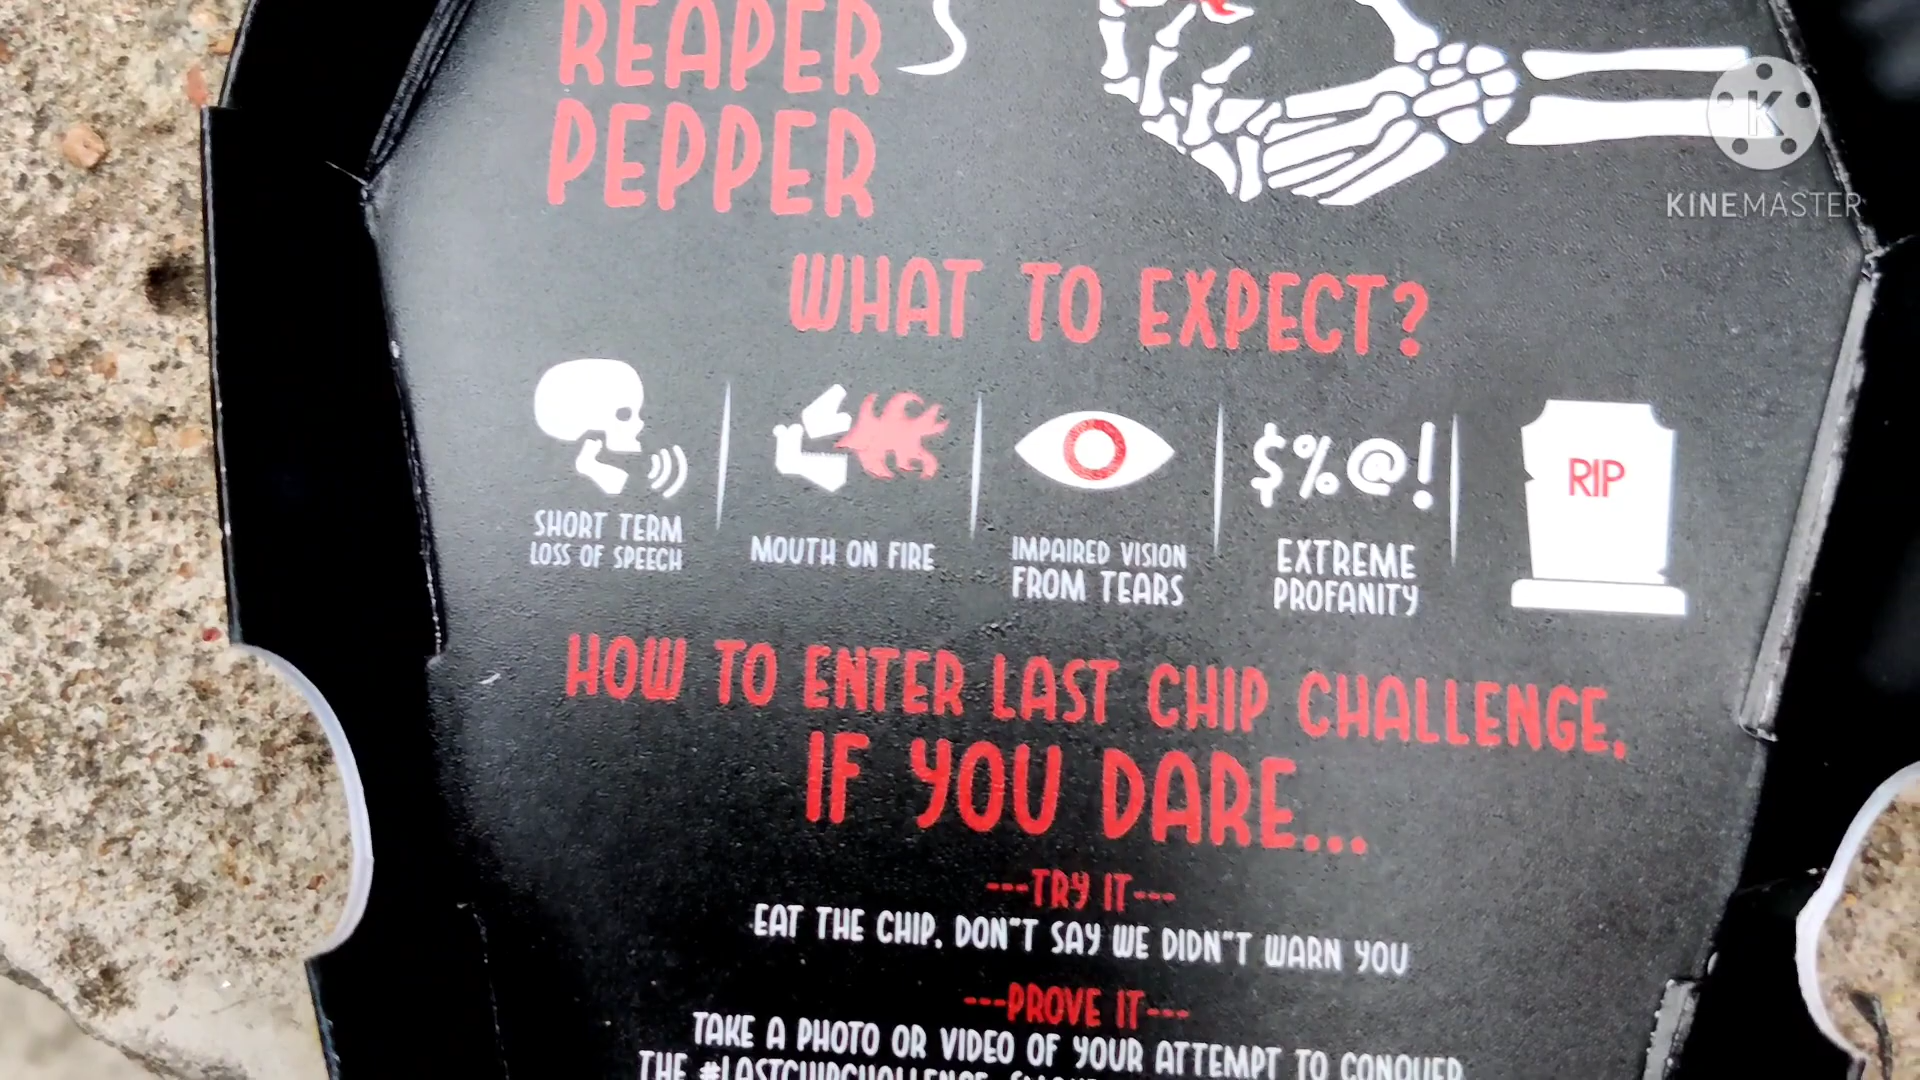 REAPER
PEPPER
KINEMASTER
WHAT TO EXPECT?
$%@!
RIP
SHORT TERM
LOSS OF SPEECH
MOUTH ON FIRE
IMPAIRED VISION
FROM TEARS
EXTREME
PROFANITY
HOW TO ENTER LAST CHIP CHALLENGE,
IF YOU DARE...
---TRY IT---
EAT THE CHIP. DON"T SAY WE DIDN"T WARN YOU
---PROVE IT---
TAKE A PHOTO OR VIDEO OF YOUR ATTEMPT TO CONQUER
THE #LASTCHIPCHALLENGE